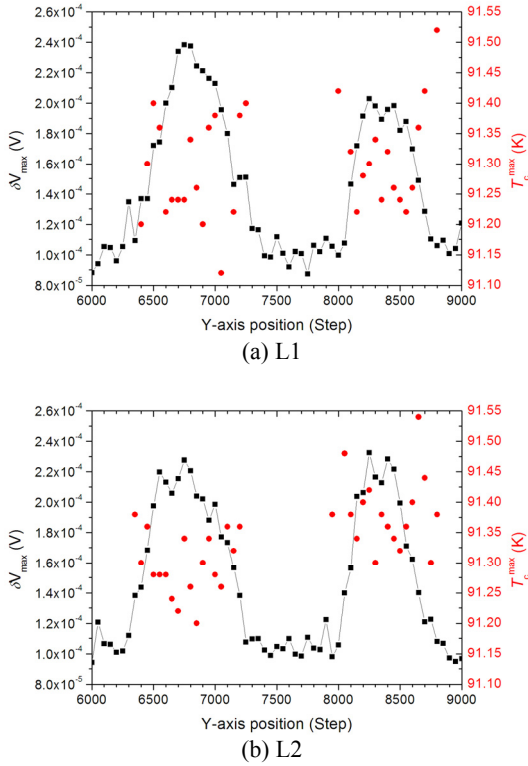 2.6x10⁻⁴
2.4x10⁻⁴
2.2x10⁻⁴
2.0x10⁻⁴
1.8x10⁻⁴
1.6x10⁻⁴
1.4x10⁻⁴
1.2x10⁻⁴
1.0x10⁻⁴
8.0x10⁻⁵
δVmax (V)
91.55
91.50
91.45
91.40
91.35
91.30
91.25
91.20
91.15
91.10
Tc^max (K)
6000 6500 7000 7500 8000 8500 9000
Y-axis position (Step)
(a) L1
2.6x10⁻⁴
2.4x10⁻⁴
2.2x10⁻⁴
2.0x10⁻⁴
1.8x10⁻⁴
1.6x10⁻⁴
1.4x10⁻⁴
1.2x10⁻⁴
1.0x10⁻⁴
8.0x10⁻⁵
δVmax (V)
91.55
91.50
91.45
91.40
91.35
91.30
91.25
91.20
91.15
91.10
Tc^max (K)
6000 6500 7000 7500 8000 8500 9000
Y-axis position (Step)
(b) L2